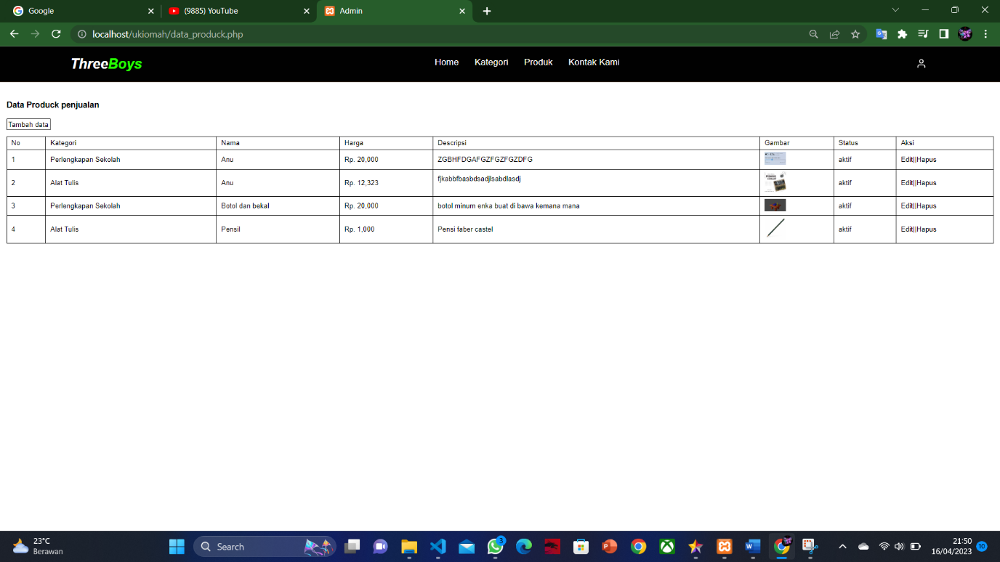 Google
(9885) YouTube
Admin
localhost/ukiomah/data_produck.php
ThreeBoys
Home Kategori Produk Kontak Kami
Data Produck penjualan
Tambah data
No Kategori Nama Harga Descripsi Gambar Status Aksi
1 Perlengkapan Sekolah Anu Rp. 20,000 ZGBHFDGAFGZFGZFGZDFG aktif Edit||Hapus
2 Alat Tulis Anu Rp. 12,323 fjkabbfbasbdsadjlsabdlasdj aktif Edit||Hapus
3 Perlengkapan Sekolah Botol dan bekal Rp. 20,000 botol minum enka buat di bawa kemana mana aktif Edit||Hapus
4 Alat Tulis Pensil Rp. 1,000 Pensi faber castel aktif Edit||Hapus
23°C
Berawan
Search
3
21:50
16/04/2023
10